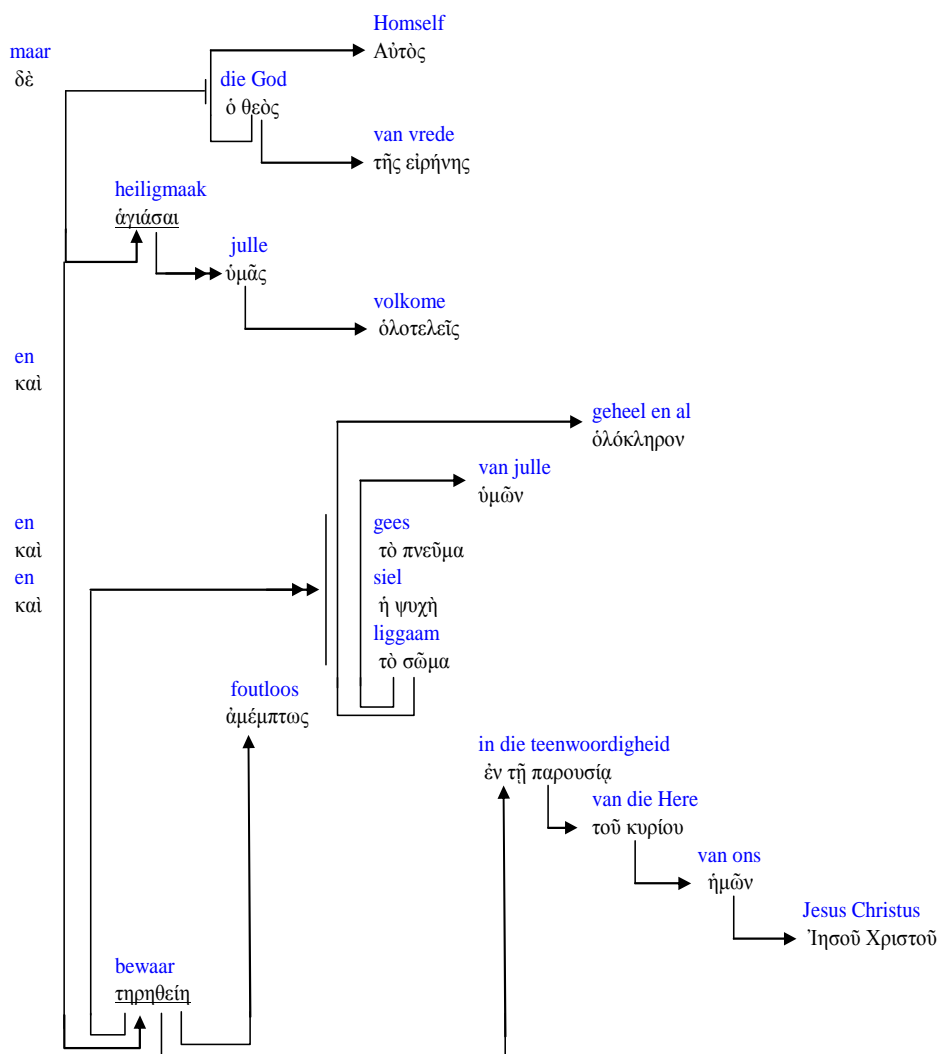 Homself
Αὐτὸς
maar
δὲ
die God
ὁ θεὸς
van vrede
τῆς εἰρήνης
heiligmaak
ἁγιάσαι
julle
ὑμᾶς
volkome
ὁλοτελεῖς
en
καὶ
geheel en al
ὁλόκληρον
van julle
ὑμῶν
en
καὶ
gees
τὸ πνεῦμα
en
καὶ
siel
ἡ ψυχὴ
liggaam
τὸ σῶμα
foutloos
ἀμέμπτως
in die teenwoordigheid
ἐν τῇ παρουσίᾳ
van die Here
τοῦ κυρίου
van ons
ἡμῶν
Jesus Christus
Ἰησοῦ Χριστοῦ
bewaar
τηρηθείη